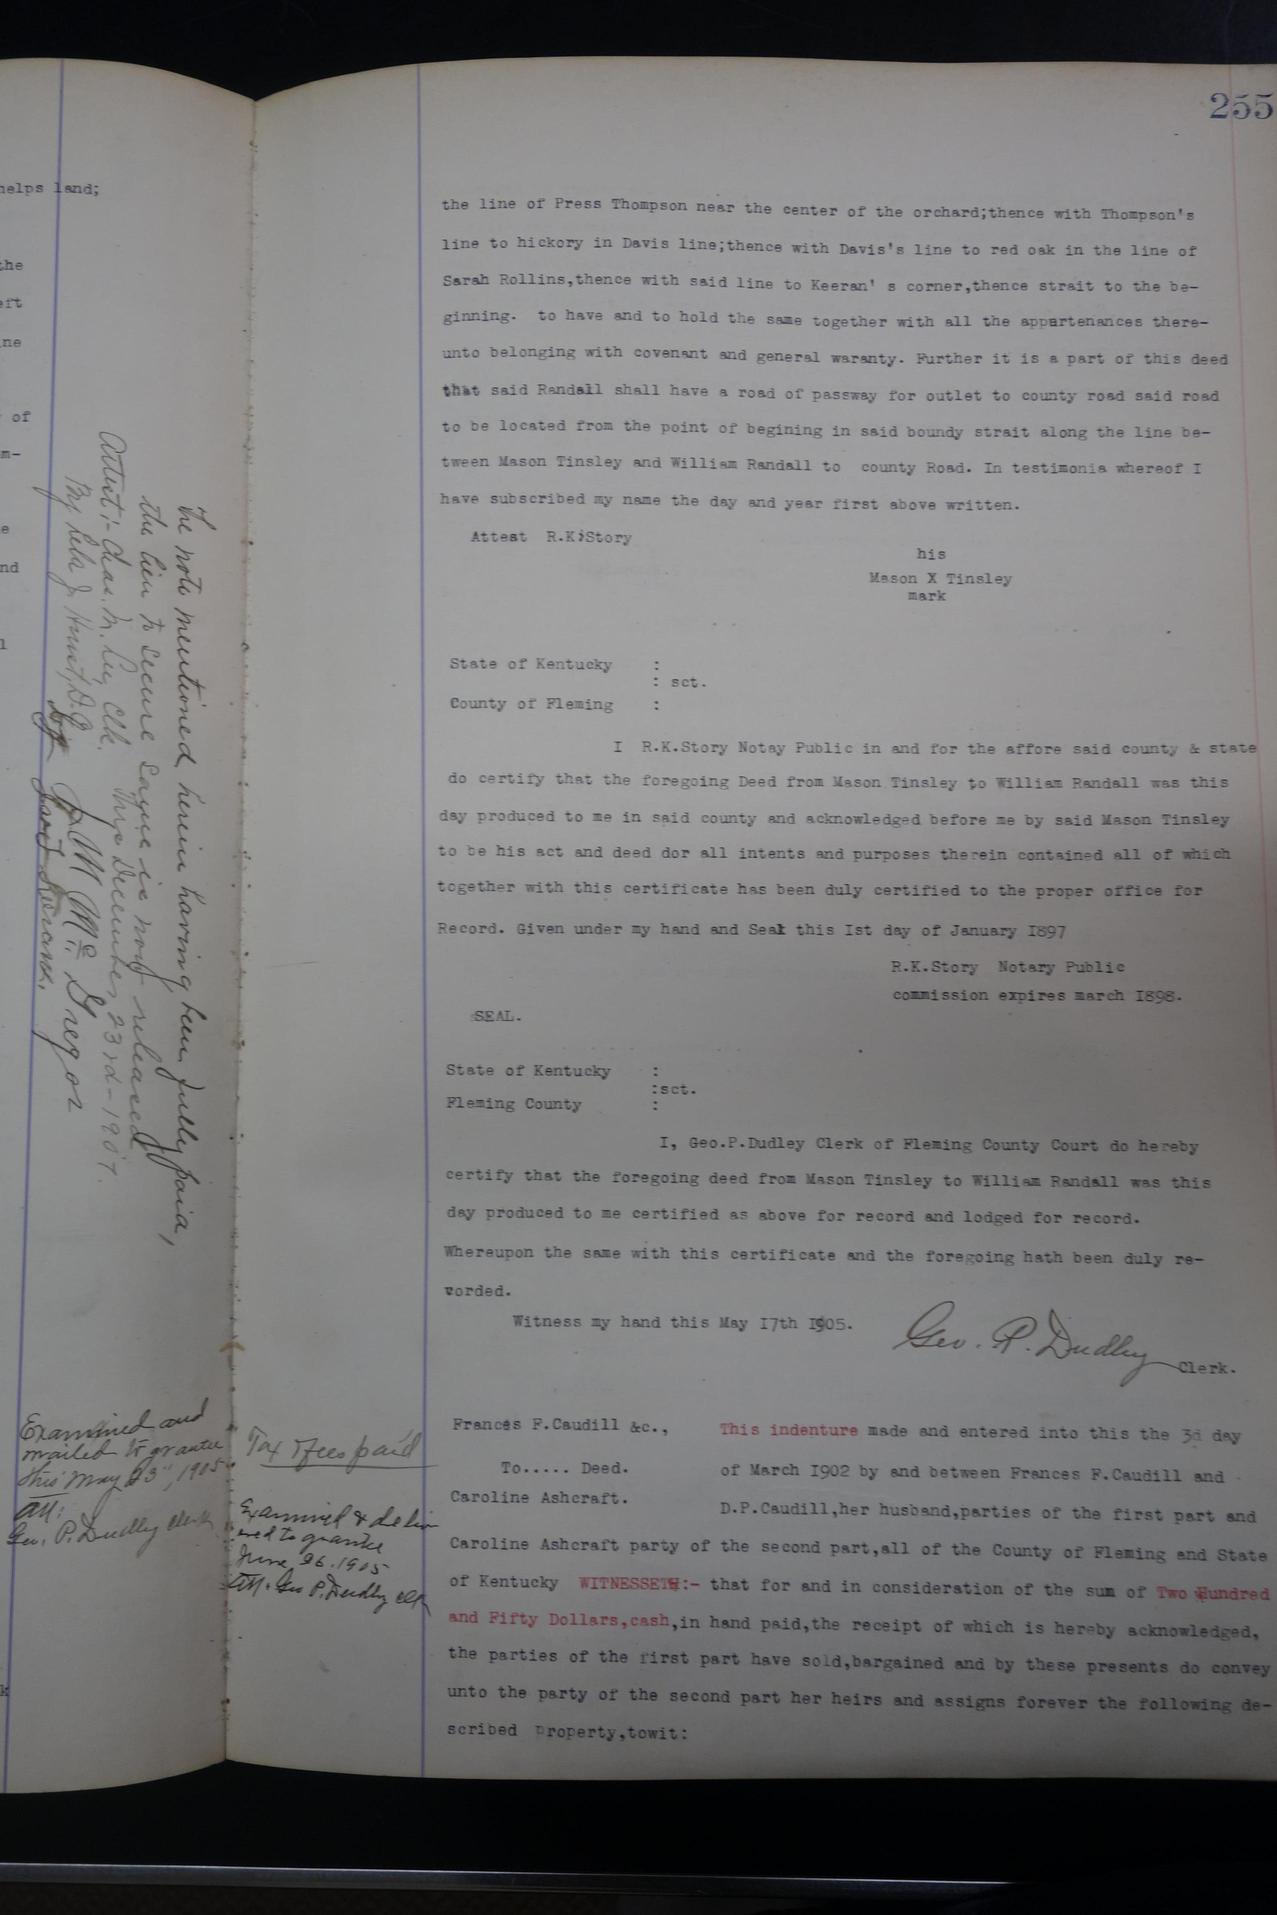 helps land;
the
eft
ne
of
m-
e
nd
l
k
The note mentioned herein having been fully paid,
the lien to secure same is now released
this December 23rd-1907.
Attest:- Chas. N. Lee, Clk.
By Lela J. Hurst, D.C.
J. W. Mc. Gregor
Examined and
mailed to grantee
this May 23", 1905
Att:
Geo. P. Dudley Clerk
255
the line of Press Thompson near the center of the orchard;thence with Thompson's
line to hickory in Davis line;thence with Davis's line to red oak in the line of
Sarah Rollins,thence with said line to Keeran' s corner,thence strait to the be-
ginning. to have and to hold the same together with all the appartenances there-
unto belonging with covenant and general waranty. Further it is a part of this deed
that said Randall shall have a road of passway for outlet to county road said road
to be located from the point of begining in said boundy strait along the line be-
tween Mason Tinsley and William Randall to county Road. In testimonia whereof I
have subscribed my name the day and year first above written.
Attest R.K;Story
his
Mason X Tinsley
mark
State of Kentucky :
: sct.
County of Fleming :
I R.K.Story Notay Public in and for the affore said county & state
do certify that the foregoing Deed from Mason Tinsley to William Randall was this
day produced to me in said county and acknowledged before me by said Mason Tinsley
to be his act and deed dor all intents and purposes therein contained all of which
together with this certificate has been duly certified to the proper office for
Record. Given under my hand and Seal this Ist day of January I897
R.K.Story Notary Public
commission expires march I898.
SEAL.
State of Kentucky :
:sct.
Fleming County :
I, Geo.P.Dudley Clerk of Fleming County Court do hereby
certify that the foregoing deed from Mason Tinsley to William Randall was this
day produced to me certified as above for record and lodged for record.
Whereupon the same with this certificate and the foregoing hath been duly re-
vorded.
Witness my hand this May I7th I905.
Geo. P. Dudley Clerk.
Tax & fees paid
Examined & deliv
ered to grantee
June, 26. 1905
Att. Geo P. Dudley clk
Frances F.Caudill &c.,
To..... Deed.
Caroline Ashcraft.
This indenture made and entered into this the 3d day
of March I902 by and between Frances F.Caudill and
D.P.Caudill,her husband,parties of the first part and
Caroline Ashcraft party of the second part,all of the County of Fleming and State
of Kentucky WITNESSETH:- that for and in consideration of the sum of Two Hundred
and Fifty Dollars,cash,in hand paid,the receipt of which is hereby acknowledged,
the parties of the first part have sold,bargained and by these presents do convey
unto the party of the second part her heirs and assigns forever the following de-
scribed property,towit: